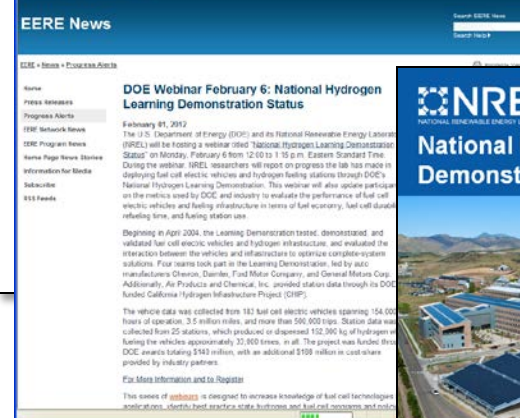 EERE News
Search EERE News
Search Help
EERE » News » Progress Alerts
Home
Press Releases
Progress Alerts
EERE Network News
EERE Program News
Home Page News Stories
Information for Media
Subscribe
RSS Feeds
DOE Webinar February 6: National Hydrogen
Learning Demonstration Status
February 01, 2012
The U.S. Department of Energy (DOE) and its National Renewable Energy Laborato
(NREL) will be hosting a webinar titled "National Hydrogen Learning Demonstration
Status" on Monday, February 6 from 12:00 to 1:15 p.m. Eastern Standard Time.
During the webinar, NREL researchers will report on progress the lab has made in
deploying fuel cell electric vehicles and hydrogen fueling stations through DOE's
National Hydrogen Learning Demonstration. This webinar will also update participan
on the metrics used by DOE and industry to evaluate the performance of fuel cell
electric vehicles and fueling infrastructure in terms of fuel economy, fuel cell durabili
refueling time, and fueling station use.
Beginning in April 2004, the Learning Demonstration tested, demonstrated, and
validated fuel cell electric vehicles and hydrogen infrastructure, and evaluated the
interaction between the vehicles and infrastructure to optimize complete-system
solutions. Four teams took part in the Learning Demonstration, led by auto
manufacturers Chevron, Daimler, Ford Motor Company, and General Motors Corp.
Additionally, Air Products and Chemical, Inc. provided station data through its DOE
funded California Hydrogen Infrastructure Project (CHIP).
The vehicle data was collected from 183 fuel cell electric vehicles spanning 154,000
hours of operation, 3.5 million miles, and more than 500,000 trips. Station data was
collected from 25 stations, which produced or dispensed 152,000 kg of hydrogen w
fueling the vehicles approximately 33,000 times, in all. The project was funded throu
DOE awards totaling $140 million, with an additional $188 million in cost-share
provided by industry partners.
For More Information and to Register
This series of webinars is designed to increase knowledge of fuel cell technologies
applications, identify best practice state hydrogen and fuel cell programs and polic
NRE
NATIONAL RENEWABLE ENERGY L
National
Demonst